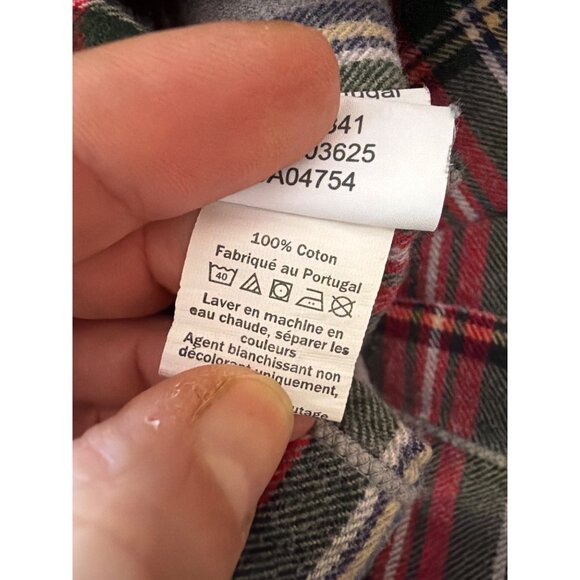 341
03625
A04754
100% Coton
Fabriqué au Portugal
40
Laver en machine en
eau chaude, séparer les
couleurs
Agent blanchissant non
décolorant uniquement,